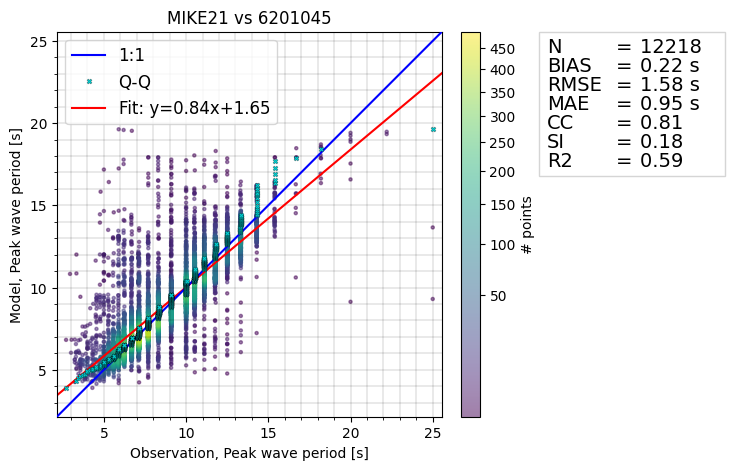 MIKE21 vs 6201045
1:1
Q-Q
Fit: y=0.84x+1.65
N = 12218
BIAS = 0.22 s
RMSE = 1.58 s
MAE = 0.95 s
CC = 0.81
SI = 0.18
R2 = 0.59
Model, Peak wave period [s]
25
20
15
10
5
5
10
15
20
25
Observation, Peak wave period [s]
450
400
350
300
250
200
150
100
50
# points